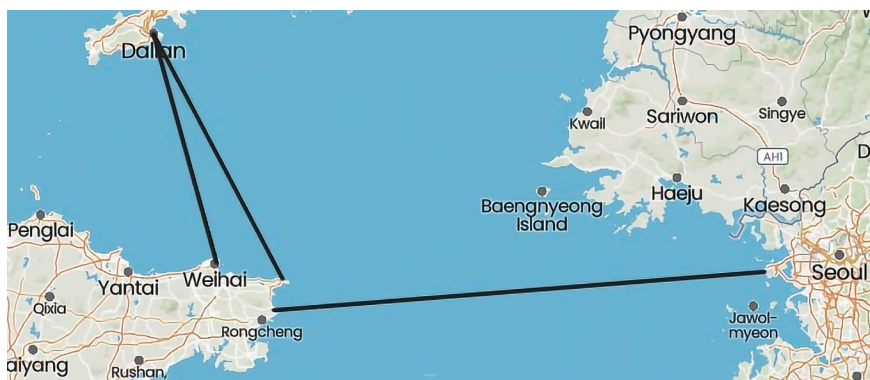 Dalian
Pyongyang
Kwail
Sariwon
Singye
AH1
Baengnyeong
Island
Haeju
Kaesong
Penglai
Yantai
Weihai
Seoul
Qixia
Rongcheng
Jawol-
myeon
aiyang
Rushan,